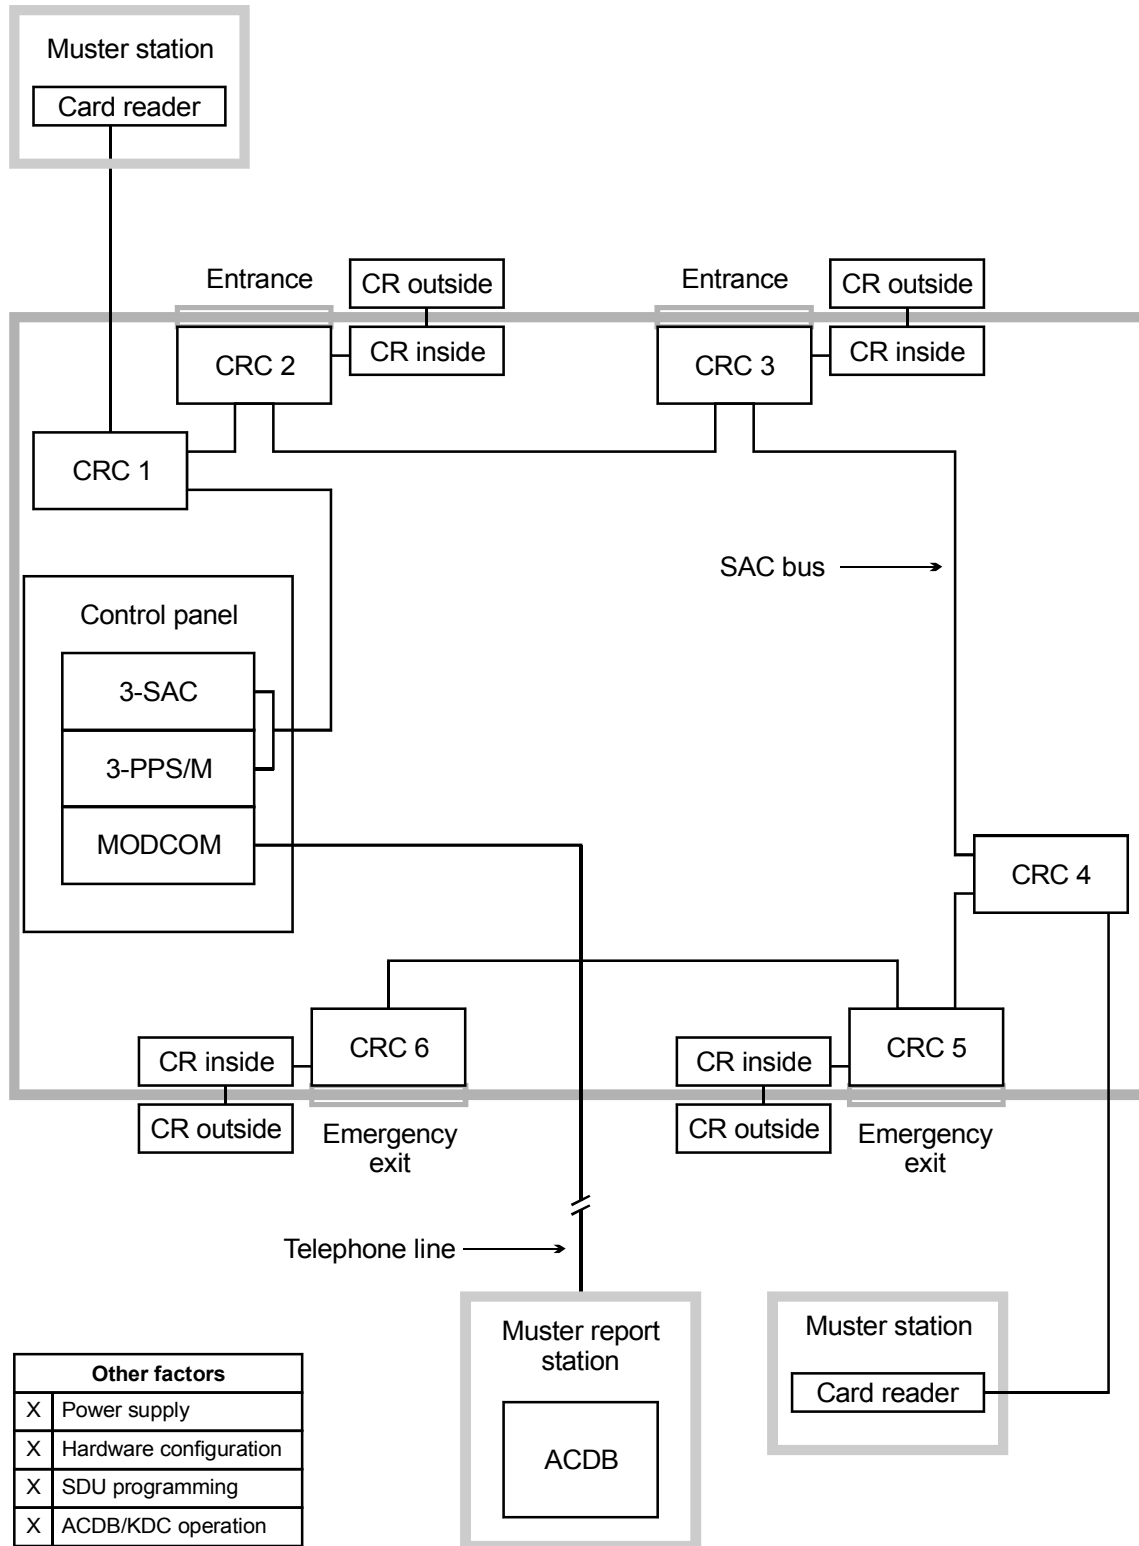 Muster station
Card reader
Entrance
CR outside
Entrance
CR outside
CRC 2
CR inside
CRC 3
CR inside
CRC 1
SAC bus
Control panel
3-SAC
3-PPS/M
MODCOM
CRC 4
CR inside
CRC 6
CR inside
CRC 5
CR outside
Emergency
exit
CR outside
Emergency
exit
Telephone line
Muster report
station
ACDB
Muster station
Card reader
Other factors
X Power supply
X Hardware configuration
X SDU programming
X ACDB/KDC operation